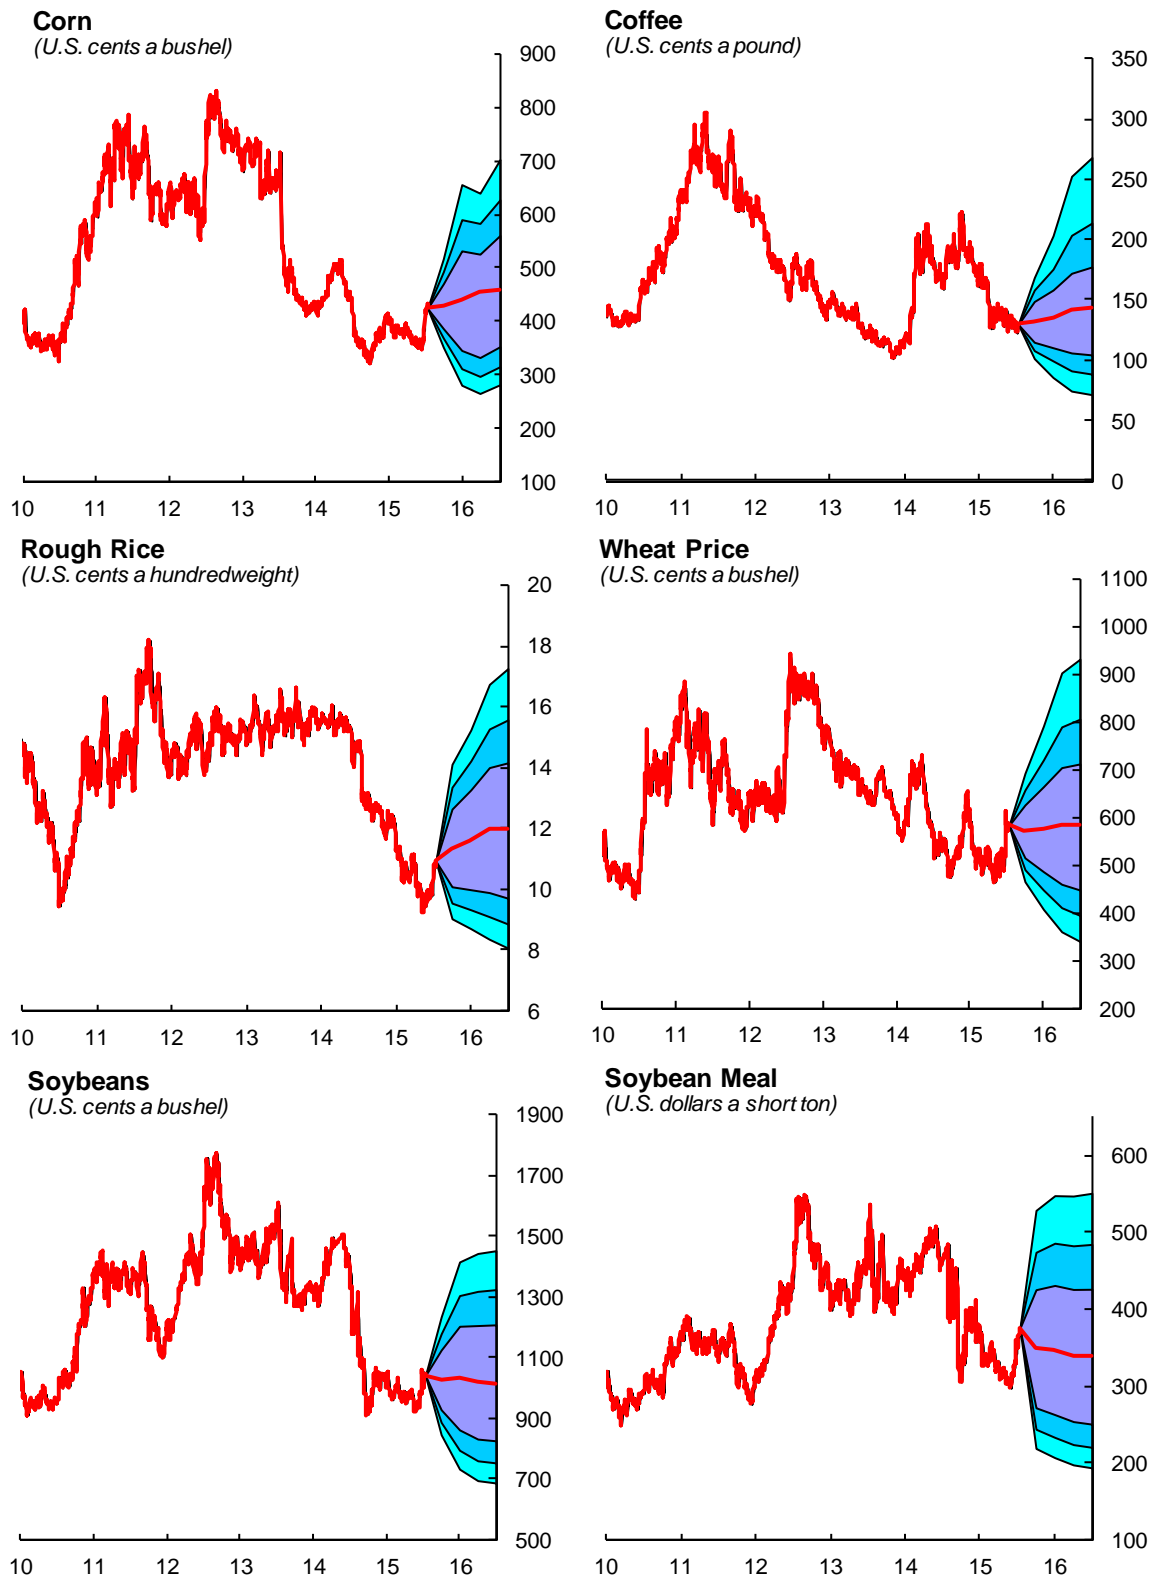 Corn
(U.S. cents a bushel)
900
800
700
600
500
400
300
200
100
10 11 12 13 14 15 16
Coffee
(U.S. cents a pound)
350
300
250
200
150
100
50
0
10 11 12 13 14 15 16
Rough Rice
(U.S. cents a hundredweight)
20
18
16
14
12
10
8
6
10 11 12 13 14 15 16
Wheat Price
(U.S. cents a bushel)
1100
1000
900
800
700
600
500
400
300
200
10 11 12 13 14 15 16
Soybeans
(U.S. cents a bushel)
1900
1700
1500
1300
1100
900
700
500
10 11 12 13 14 15 16
Soybean Meal
(U.S. dollars a short ton)
600
500
400
300
200
100
10 11 12 13 14 15 16